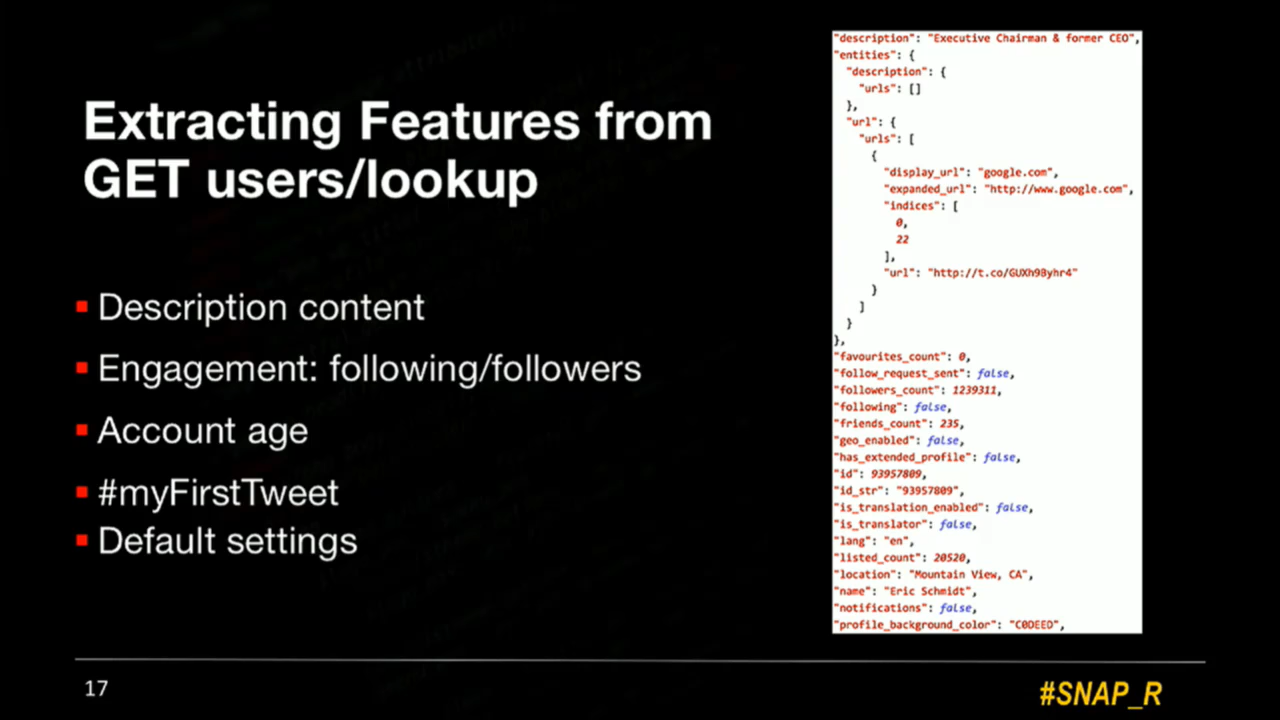 Extracting Features from
GET users/lookup
Description content
Engagement: following/followers
Account age
#myFirstTweet
Default settings
"description": "Executive Chairman & former CEO",
"entities": {
"description": {
"urls": []
},
"url": {
"urls": [
{
"display_url": "google.com",
"expanded_url": "http://www.google.com",
"indices": [
0,
22
],
"url": "http://t.co/GUXh9Byhr4"
}
]
}
},
"favourites_count": 0,
"follow_request_sent": false,
"followers_count": 1239311,
"following": false,
"friends_count": 235,
"geo_enabled": false,
"has_extended_profile": false,
"id": 93957809,
"id_str": "93957809",
"is_translation_enabled": false,
"is_translator": false,
"lang": "en",
"listed_count": 20520,
"location": "Mountain View, CA",
"name": "Eric Schmidt",
"notifications": false,
"profile_background_color": "C0DEED",
17
#SNAP_R